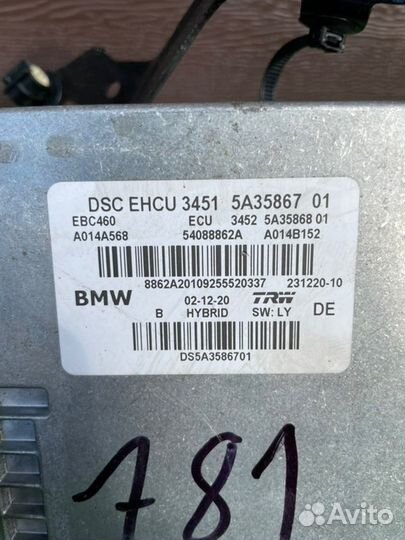 DSC EHCU 3451 5A35867 01
EBC460 ECU 3452 5A35868 01
A014A568 54088862A A014B152
8862A20109255520337 231220-10
BMW 02-12-20 TRW DE
B HYBRID SW: LY
DS5A3586701
781
Avito